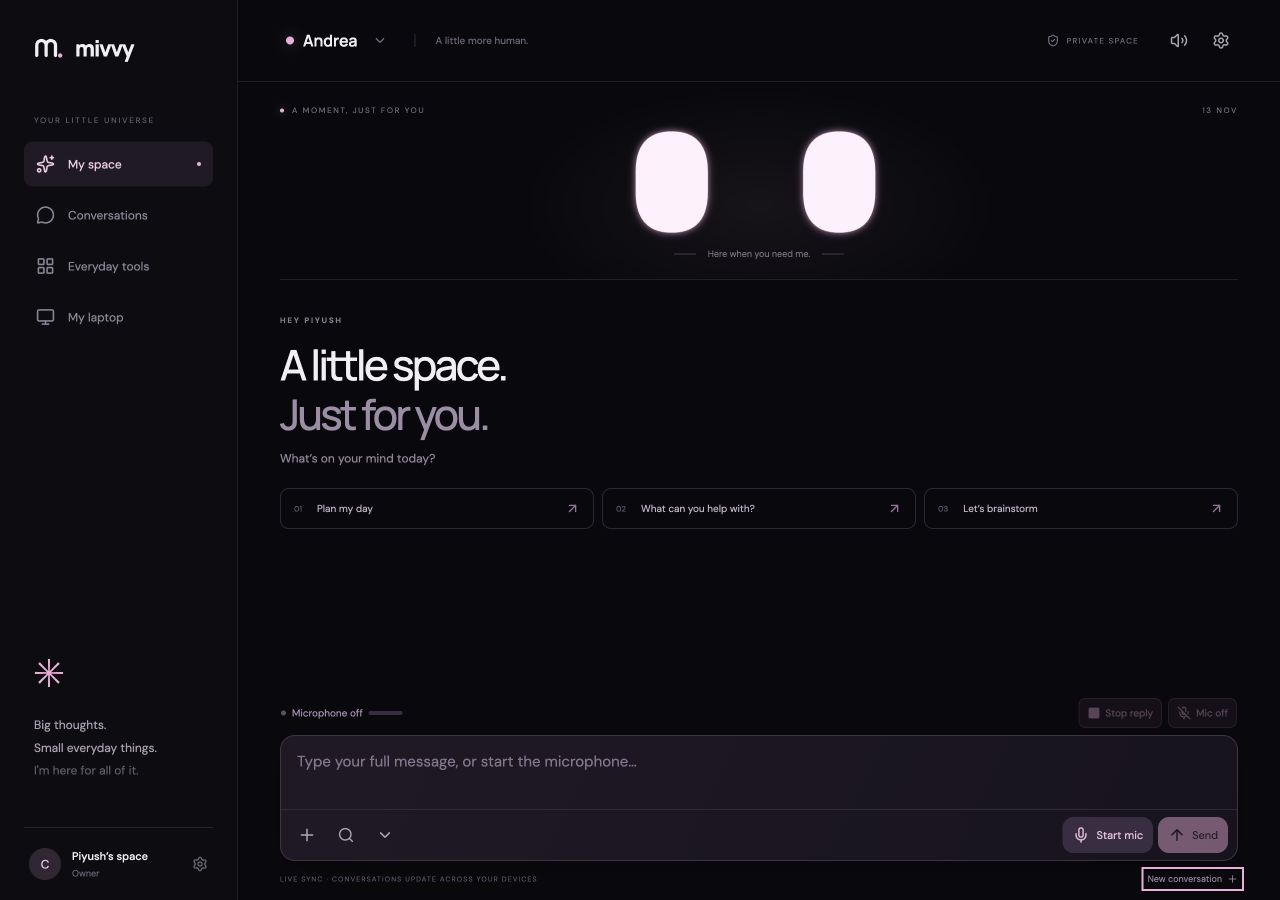 m. mivvy
YOUR LITTLE UNIVERSE
My space
Conversations
Everyday tools
My laptop
Big thoughts.
Small everyday things.
I'm here for all of it.
C
Piyush's space
Owner
Andrea
A little more human.
PRIVATE SPACE
A MOMENT, JUST FOR YOU
13 NOV
Here when you need me.
HEY PIYUSH
A little space.
Just for you.
What's on your mind today?
01 Plan my day
02 What can you help with?
03 Let's brainstorm
Microphone off
Stop reply
Mic off
Type your full message, or start the microphone...
Start mic
Send
LIVE SYNC · CONVERSATIONS UPDATE ACROSS YOUR DEVICES
New conversation +